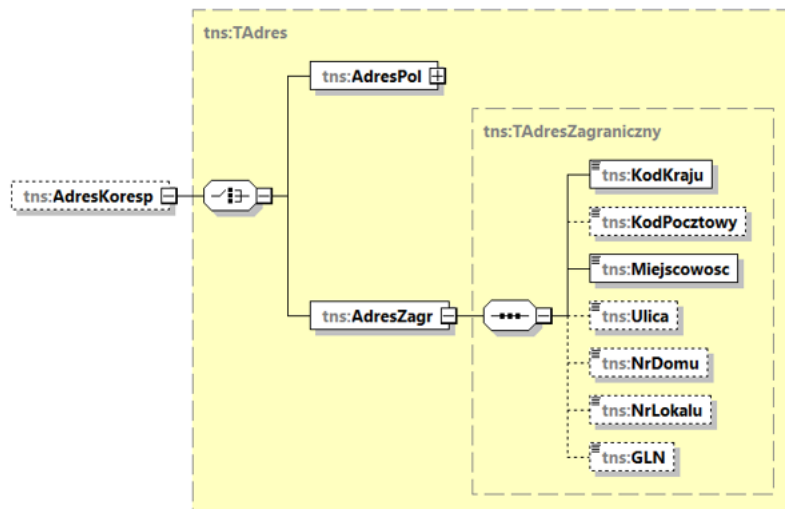 tns:TAdres
tns:AdresPol
tns:TAdresZagraniczny
tns:KodKraju
tns:AdresKoresp
tns:KodPocztowy
tns:Miejscowosc
tns:AdresZagr
tns:Ulica
tns:NrDomu
tns:NrLokalu
tns:GLN